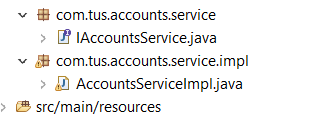 com.tus.accounts.service
IAccountsService.java
com.tus.accounts.service.impl
AccountsServiceImpl.java
src/main/resources